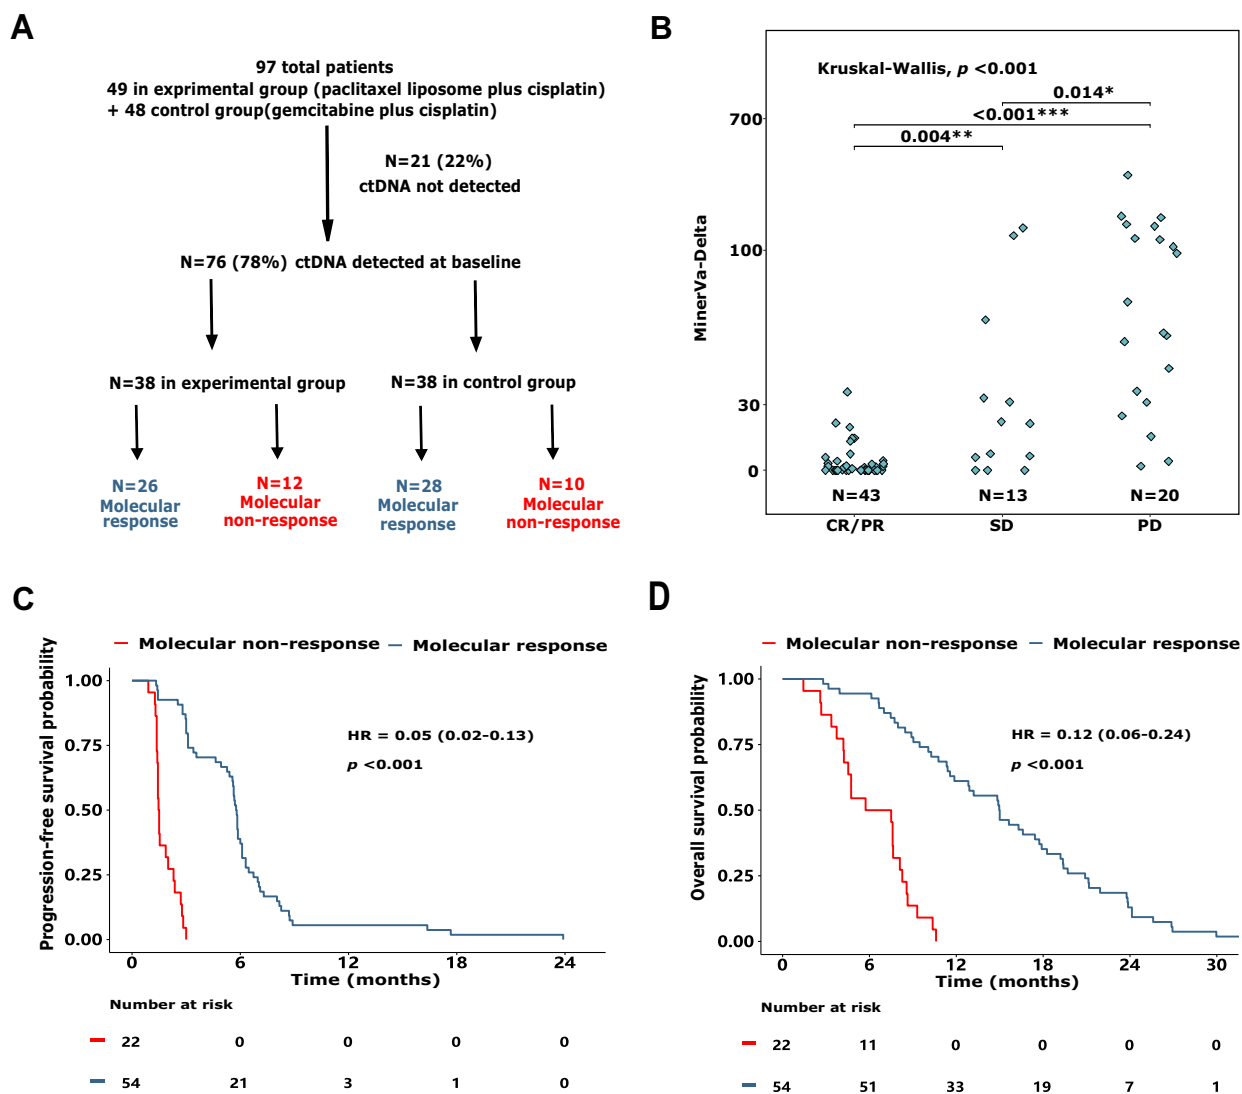 A
97 total patients
49 in exprimental group (paclitaxel liposome plus cisplatin)
+ 48 control group(gemcitabine plus cisplatin)
N=21 (22%)
ctDNA not detected
N=76 (78%) ctDNA detected at baseline
N=38 in experimental group
N=38 in control group
N=26
Molecular
response
N=12
Molecular
non-response
N=28
Molecular
response
N=10
Molecular
non-response
B
Kruskal-Wallis, p <0.001
0.014*
<0.001***
0.004**
MinerVa-Delta
700
100
30
0
N=43
N=13
N=20
CR/PR
SD
PD
C
Molecular non-response
Molecular response
Progression-free survival probability
1.00
0.75
0.50
0.25
0.00
HR = 0.05 (0.02-0.13)
p <0.001
0 6 12 18 24
Time (months)
Number at risk
22 0 0 0 0
54 21 3 1 0
D
Molecular non-response
Molecular response
Overall survival probability
1.00
0.75
0.50
0.25
0.00
HR = 0.12 (0.06-0.24)
p <0.001
0 6 12 18 24 30
Time (months)
Number at risk
22 11 0 0 0 0
54 51 33 19 7 1